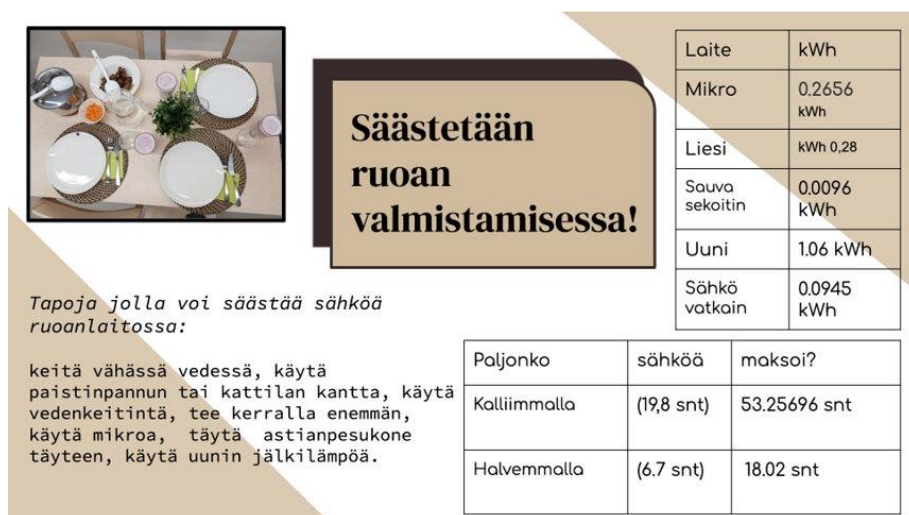 Säästetään
ruoan
valmistamisessa!
Laite kWh
Mikro 0.2656
kWh
Liesi kWh 0,28
Sauva
sekoitin 0.0096
kWh
Uuni 1.06 kWh
Sähkö
vatkain 0.0945
kWh
Tapoja jolla voi säästää sähköä
ruoanlaitossa:
keitä vähässä vedessä, käytä
paistinpannun tai kattilan kantta, käytä
vedenkeitintä, tee kerralla enemmän,
käytä mikroa, täytä astianpesukone
täyteen, käytä uunin jälkilämpöä.
Paljonko sähköä maksoi?
Kalliimmalla (19,8 snt) 53.25696 snt
Halvemmalla (6.7 snt) 18.02 snt